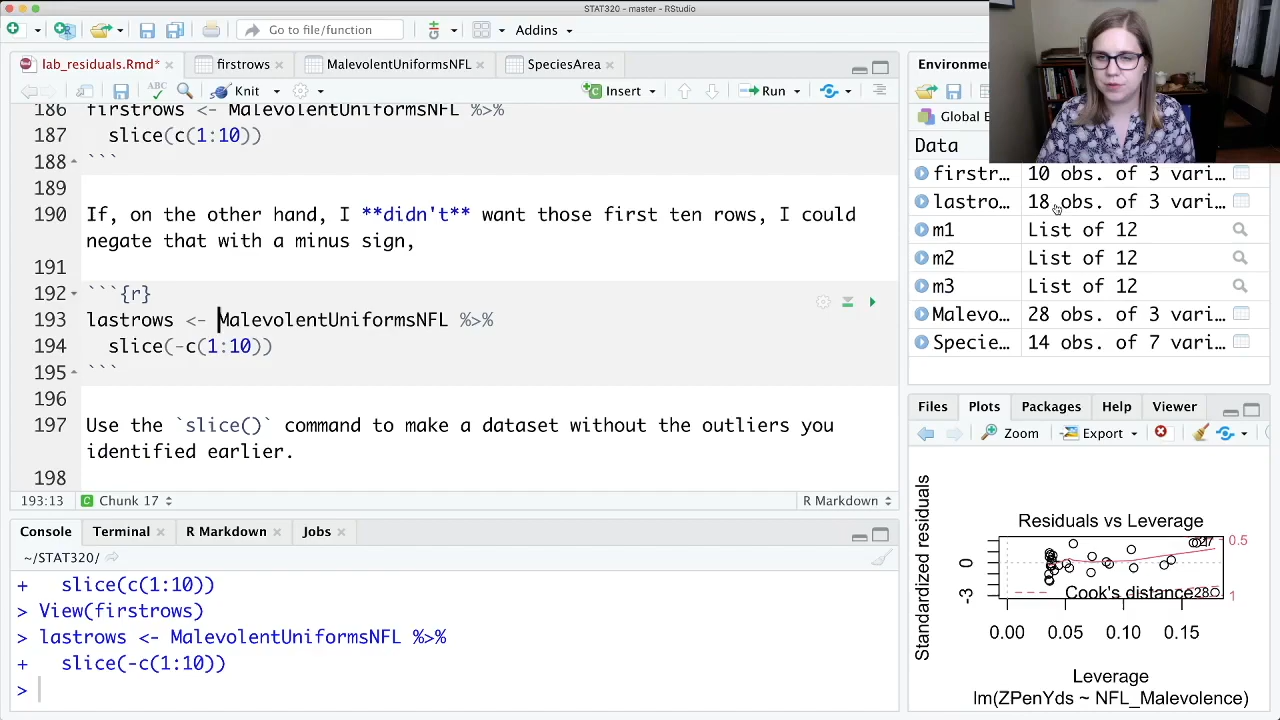 STAT320 - master - RStudio
Go to file/function
Addins
lab_residuals.Rmd*
firstrows
MalevolentUniformsNFL
SpeciesArea
ABC
Knit
Insert
Run
186 firstrows <- MalevolentUniformsNFL %>%
187 slice(c(1:10))
188 ```
189
190 If, on the other hand, I **didn't** want those first ten rows, I could
negate that with a minus sign,
191
192 ```{r}
193 lastrows <- MalevolentUniformsNFL %>%
194 slice(-c(1:10))
195 ```
196
197 Use the `slice()` command to make a dataset without the outliers you
identified earlier.
198
193:13 Chunk 17 R Markdown
Console Terminal R Markdown Jobs
~/STAT320/
+ slice(c(1:10))
> View(firstrows)
> lastrows <- MalevolentUniformsNFL %>%
+ slice(-c(1:10))
>
Environm
Global E
Data
firstr… 10 obs. of 3 vari…
lastro… 18 obs. of 3 vari…
m1 List of 12
m2 List of 12
m3 List of 12
Malevo… 28 obs. of 3 vari…
Specie… 14 obs. of 7 vari…
Files Plots Packages Help Viewer
Zoom Export
Residuals vs Leverage
Standardized residuals
0
-3
27
0.5
Cook's distance
28
1
0.00 0.05 0.10 0.15
Leverage
lm(ZPenYds ~ NFL_Malevolence)